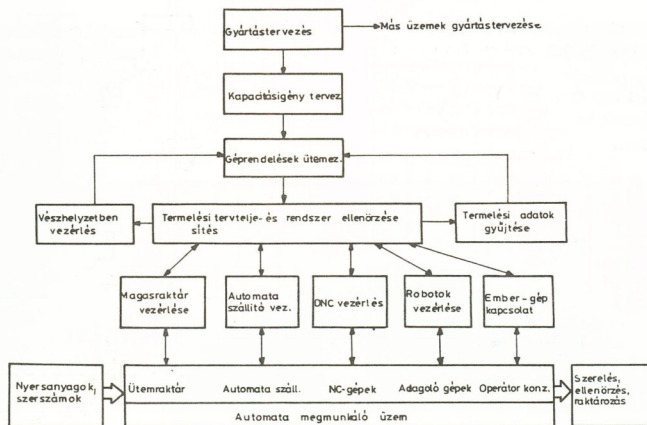 Gyártástervezés
Más üzemek gyártástervezése
Kapacitásigény tervez.
Géprendelések ütemez.
Vészhelyzetben
vezérlés
Termelési tervtelje- és rendszer ellenőrzése
sítés
Termelési adatok
gyűjtése
Magasraktár
vezérlése
Automata
szállító vez.
DNC vezérlés
Robotok
vezérlése
Ember-gép
kapcsolat
Nyersanyagok,
szerszámok
Ütemraktár Automata száll. NC-gépek Adagoló gépek Operátor konz.
Automata megmunkáló üzem
Szerelés,
ellenőrzés,
raktározás